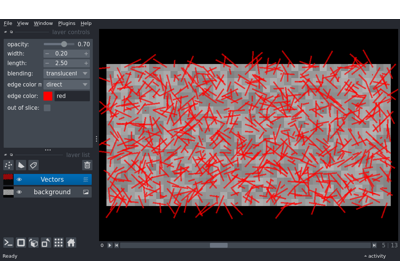 File View Window Plugins Help
layer controls
opacity: 0.70
width: 0.20
length: 2.50
blending: translucent
edge color m direct
edge color: red
out of slice:
layer list
Vectors
background
0
5 13
Ready
activity